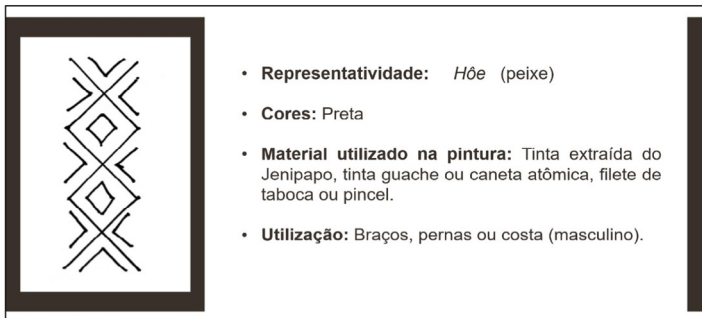 • Representatividade: Hôe (peixe)
• Cores: Preta
• Material utilizado na pintura: Tinta extraída do
Jenipapo, tinta guache ou caneta atômica, filete de
taboca ou pincel.
• Utilização: Braços, pernas ou costa (masculino).